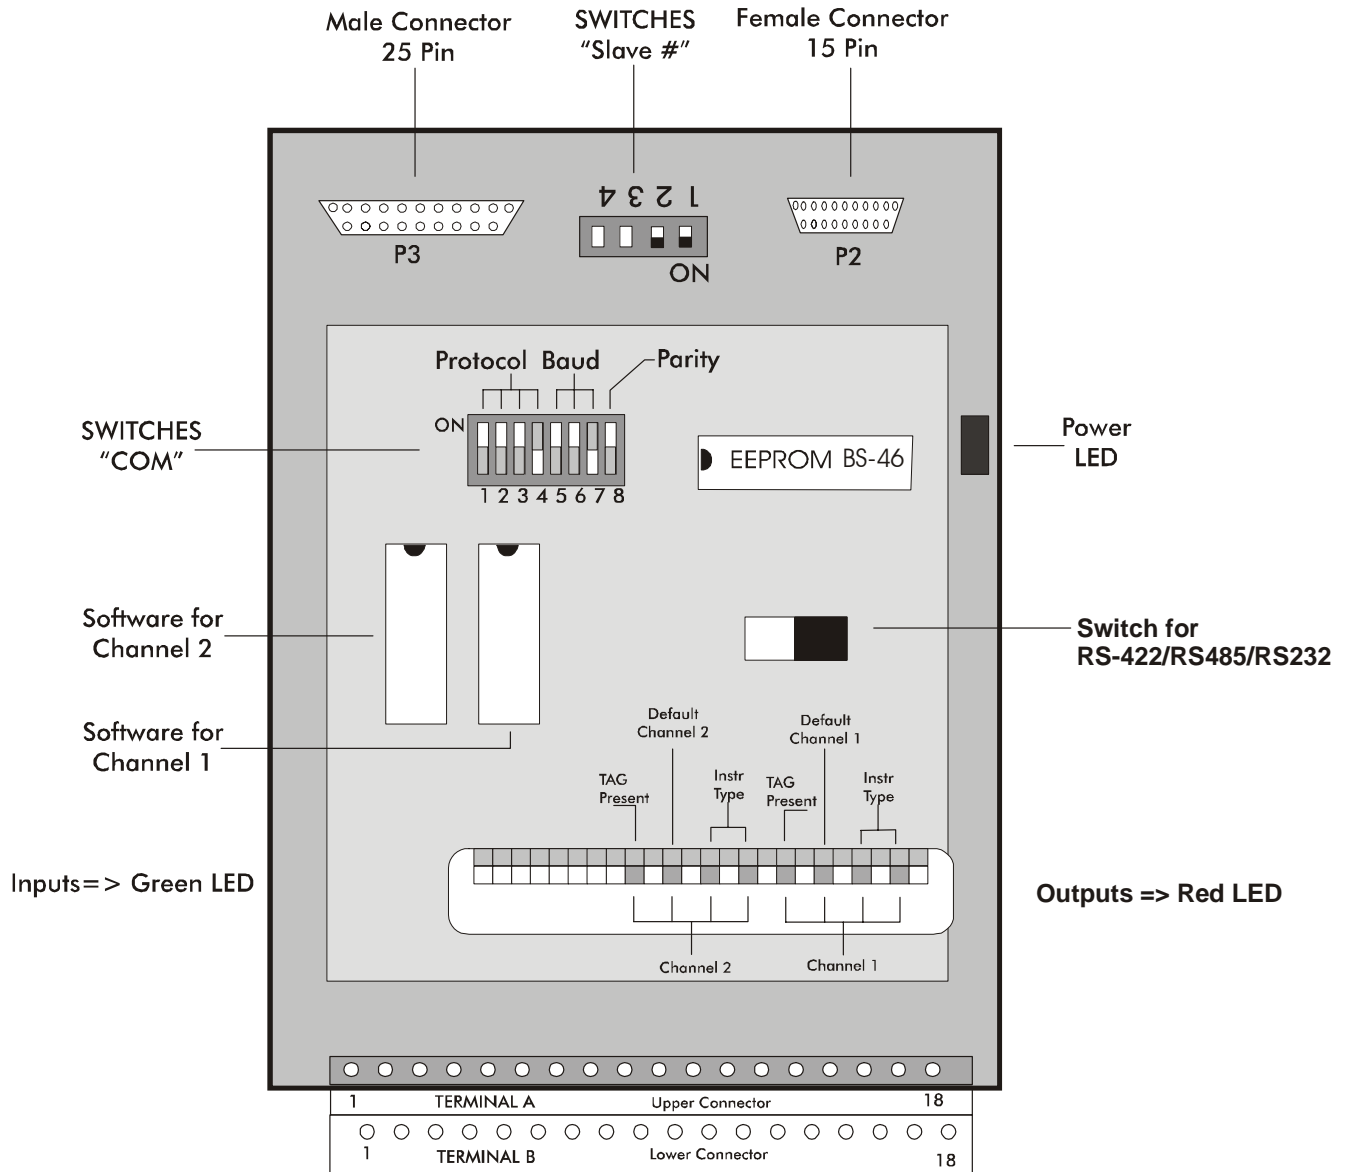 Male Connector
25 Pin
SWITCHES
“Slave #”
Female Connector
15 Pin
4 3 2 1
ON
P3
P2
Protocol
Baud
Parity
ON
1 2 3 4 5 6 7 8
SWITCHES
“COM”
EEPROM BS-46
Power
LED
Software for
Channel 2
Switch for
RS-422/RS485/RS232
Software for
Channel 1
Default
Channel 2
Default
Channel 1
TAG
Present
Instr
Type
TAG
Present
Instr
Type
Inputs=> Green LED
Outputs => Red LED
Channel 2
Channel 1
1 TERMINAL A Upper Connector 18
1 TERMINAL B Lower Connector 18